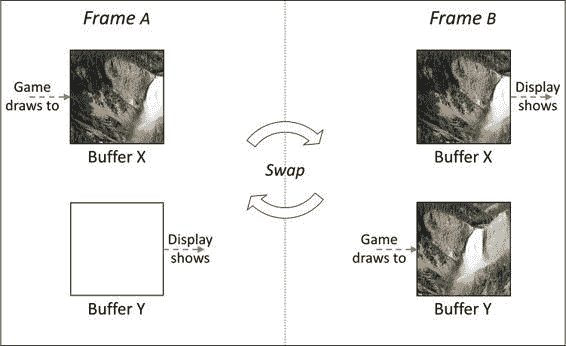 Frame A
Frame B
Game
draws to
Buffer X
Display
shows
Buffer X
Swap
Display
shows
Buffer Y
Game
draws to
Buffer Y